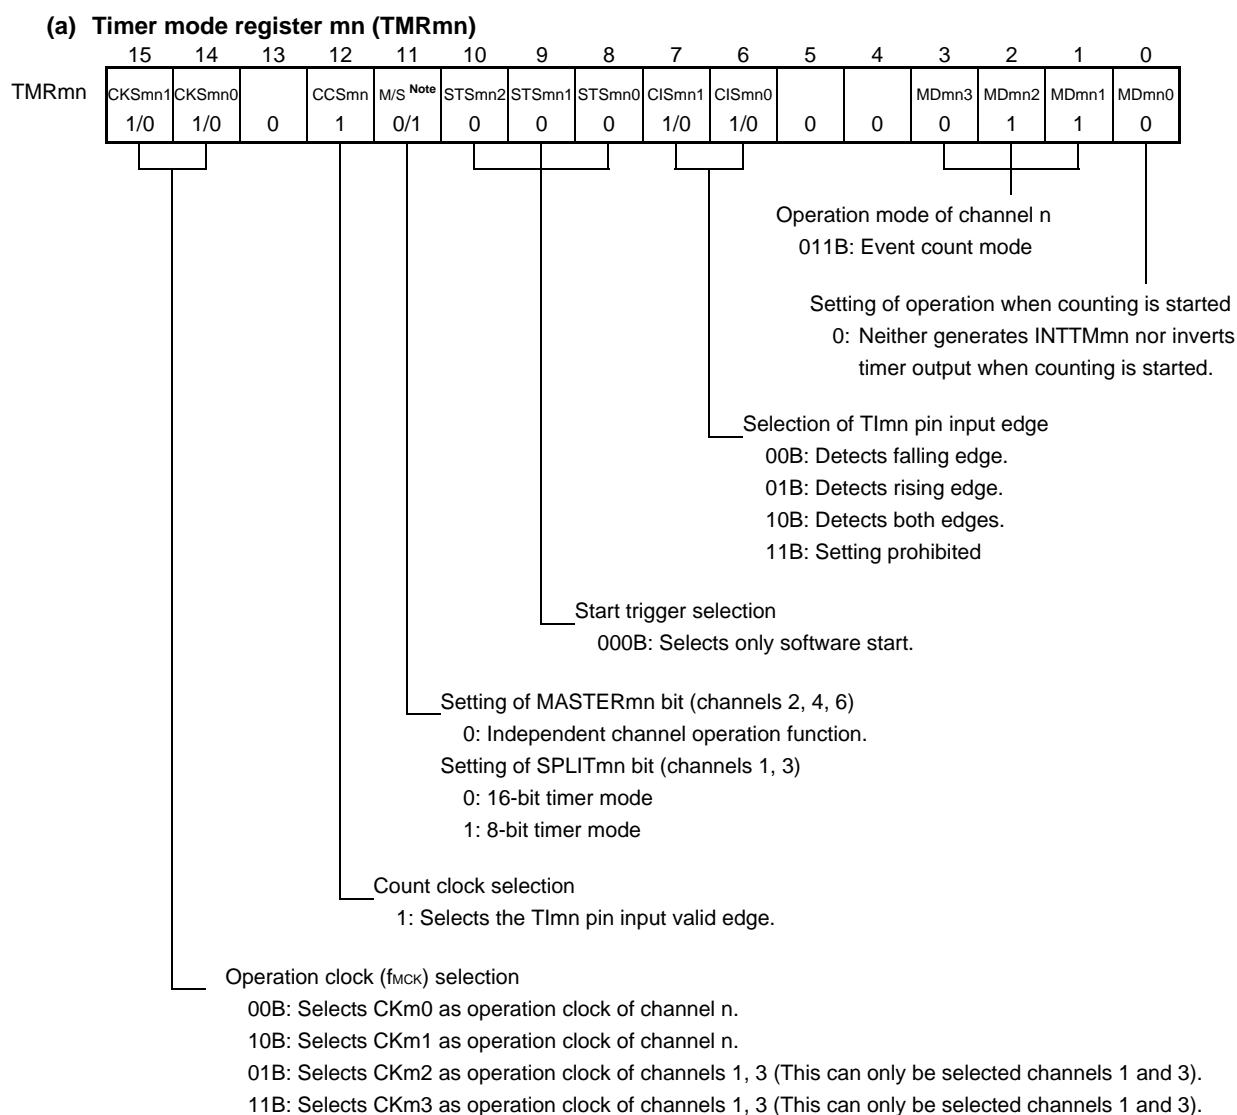 (a) Timer mode register mn (TMRmn)
15 14 13 12 11 10 9 8 7 6 5 4 3 2 1 0
TMRmn CKSmn1 CKSmn0 CCSmn M/S Note STSmn2 STSmn1 STSmn0 CISmn1 CISmn0 MDmn3 MDmn2 MDmn1 MDmn0
1/0 1/0 0 1 0/1 0 0 0 1/0 1/0 0 0 0 1 1 0
Operation mode of channel n
011B: Event count mode
Setting of operation when counting is started
0: Neither generates INTTMmn nor inverts
timer output when counting is started.
Selection of TImn pin input edge
00B: Detects falling edge.
01B: Detects rising edge.
10B: Detects both edges.
11B: Setting prohibited
Start trigger selection
000B: Selects only software start.
Setting of MASTERmn bit (channels 2, 4, 6)
0: Independent channel operation function.
Setting of SPLITmn bit (channels 1, 3)
0: 16-bit timer mode
1: 8-bit timer mode
Count clock selection
1: Selects the TImn pin input valid edge.
Operation clock (fMCK) selection
00B: Selects CKm0 as operation clock of channel n.
10B: Selects CKm1 as operation clock of channel n.
01B: Selects CKm2 as operation clock of channels 1, 3 (This can only be selected channels 1 and 3).
11B: Selects CKm3 as operation clock of channels 1, 3 (This can only be selected channels 1 and 3).